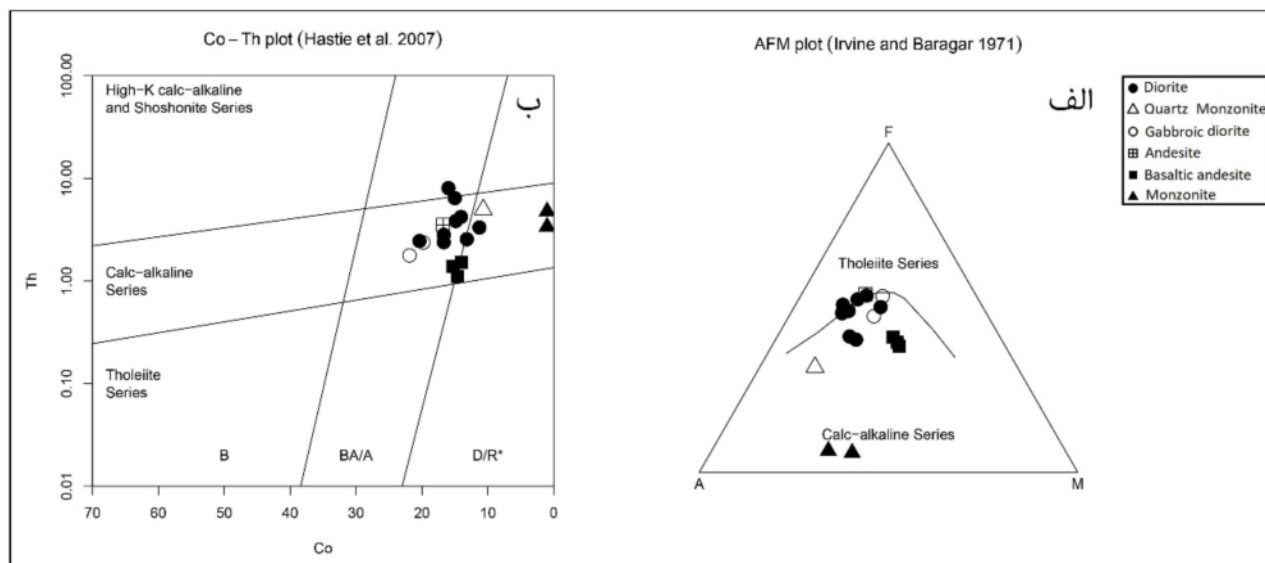 Co – Th plot (Hastie et al. 2007)
High–K calc–alkaline
and Shoshonite Series
ب
Calc–alkaline
Series
Tholeiite
Series
B
BA/A
D/R*
Th
100.00
10.00
1.00
0.10
0.01
70
60
50
40
30
20
10
0
Co
AFM plot (Irvine and Baragar 1971)
الف
F
Tholeiite Series
Calc–alkaline Series
A
M
Diorite
Quartz Monzonite
Gabbroic diorite
Andesite
Basaltic andesite
Monzonite